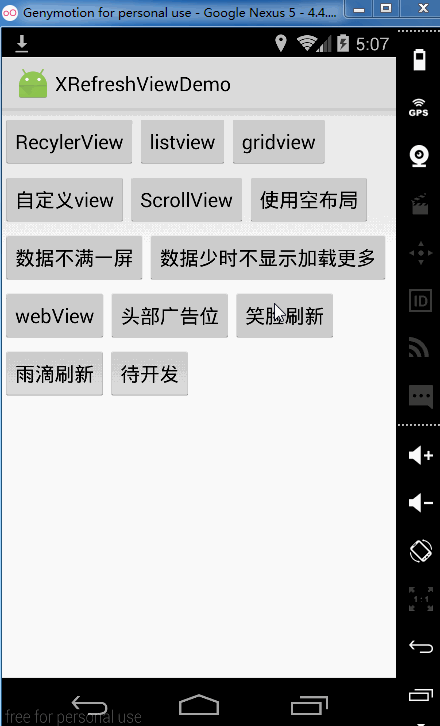 Genymotion for personal use - Google Nexus 5 - 4.4....
5:07
XRefreshViewDemo
RecylerView listview gridview
自定义view ScrollView 使用空布局
数据不满一屏 数据少时不显示加载更多
webView 头部广告位 笑脸刷新
雨滴刷新 待开发
GPS
ID
1:1
free for personal use